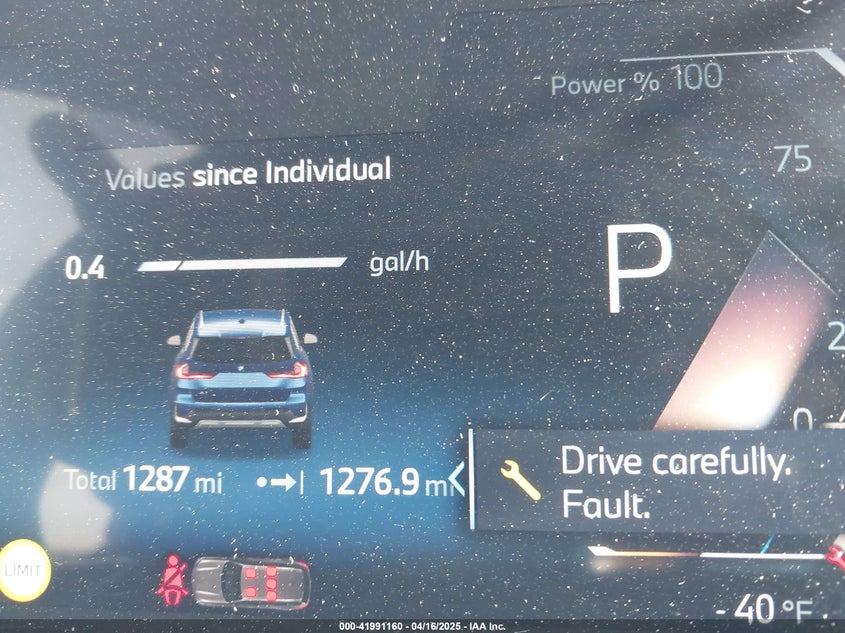 Power % 100
75
Values since Individual
P
0.4 gal/h
0
Total 1287 mi 1276.9 m
Drive carefully.
Fault.
LIMIT
- 40 °F
000-41991160 - 04/16/2025 - IAA Inc.